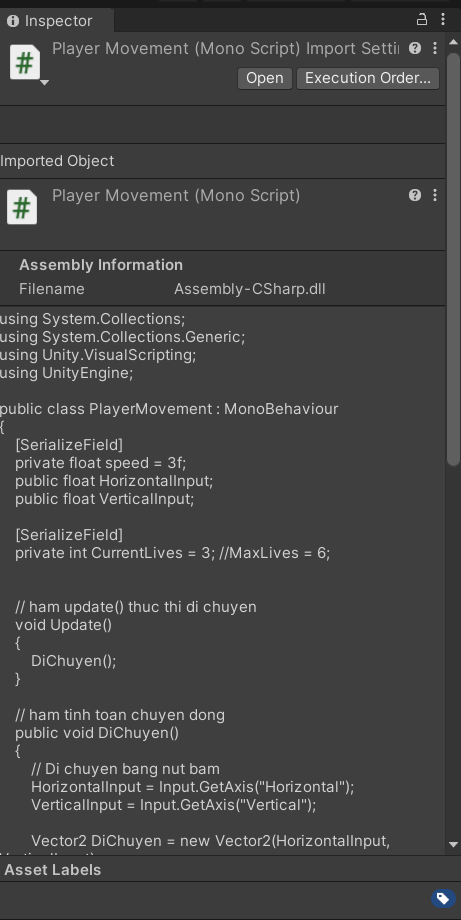 Inspector
Player Movement (Mono Script) Import Setti
Open
Execution Order...
Imported Object
Player Movement (Mono Script)
Assembly Information
Filename Assembly-CSharp.dll
using System.Collections;
using System.Collections.Generic;
using Unity.VisualScripting;
using UnityEngine;
public class PlayerMovement : MonoBehaviour
{
[SerializeField]
private float speed = 3f;
public float HorizontalInput;
public float VerticalInput;
[SerializeField]
private int CurrentLives = 3; //MaxLives = 6;
// ham update() thuc thi di chuyen
void Update()
{
DiChuyen();
}
// ham tinh toan chuyen dong
public void DiChuyen()
{
// Di chuyen bang nut bam
HorizontalInput = Input.GetAxis("Horizontal");
VerticalInput = Input.GetAxis("Vertical");
Vector2 DiChuyen = new Vector2(HorizontalInput,
Asset Labels